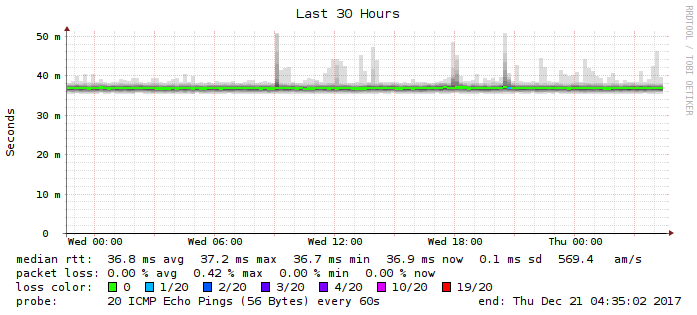 Last 30 Hours
RRDTOOL / TOBI OETIKER
Seconds
50 m
40 m
30 m
20 m
10 m
0
Wed 00:00 Wed 06:00 Wed 12:00 Wed 18:00 Thu 00:00
median rtt: 36.8 ms avg 37.2 ms max 36.7 ms min 36.9 ms now 0.1 ms sd 569.4 am/s
packet loss: 0.00 % avg 0.42 % max 0.00 % min 0.00 % now
loss color: 0 1/20 2/20 3/20 4/20 10/20 19/20
probe: 20 ICMP Echo Pings (56 Bytes) every 60s end: Thu Dec 21 04:35:02 2017